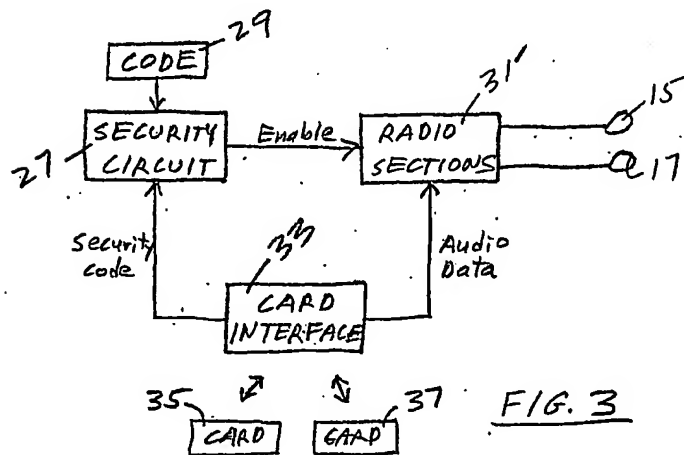 29
CODE
31'
15
SECURITY
CIRCUIT
Enable
RADIO
SECTIONS
27
17
Security
code
33
Audio
Data
CARD
INTERFACE
35
37
CARD
CARD
FIG. 3